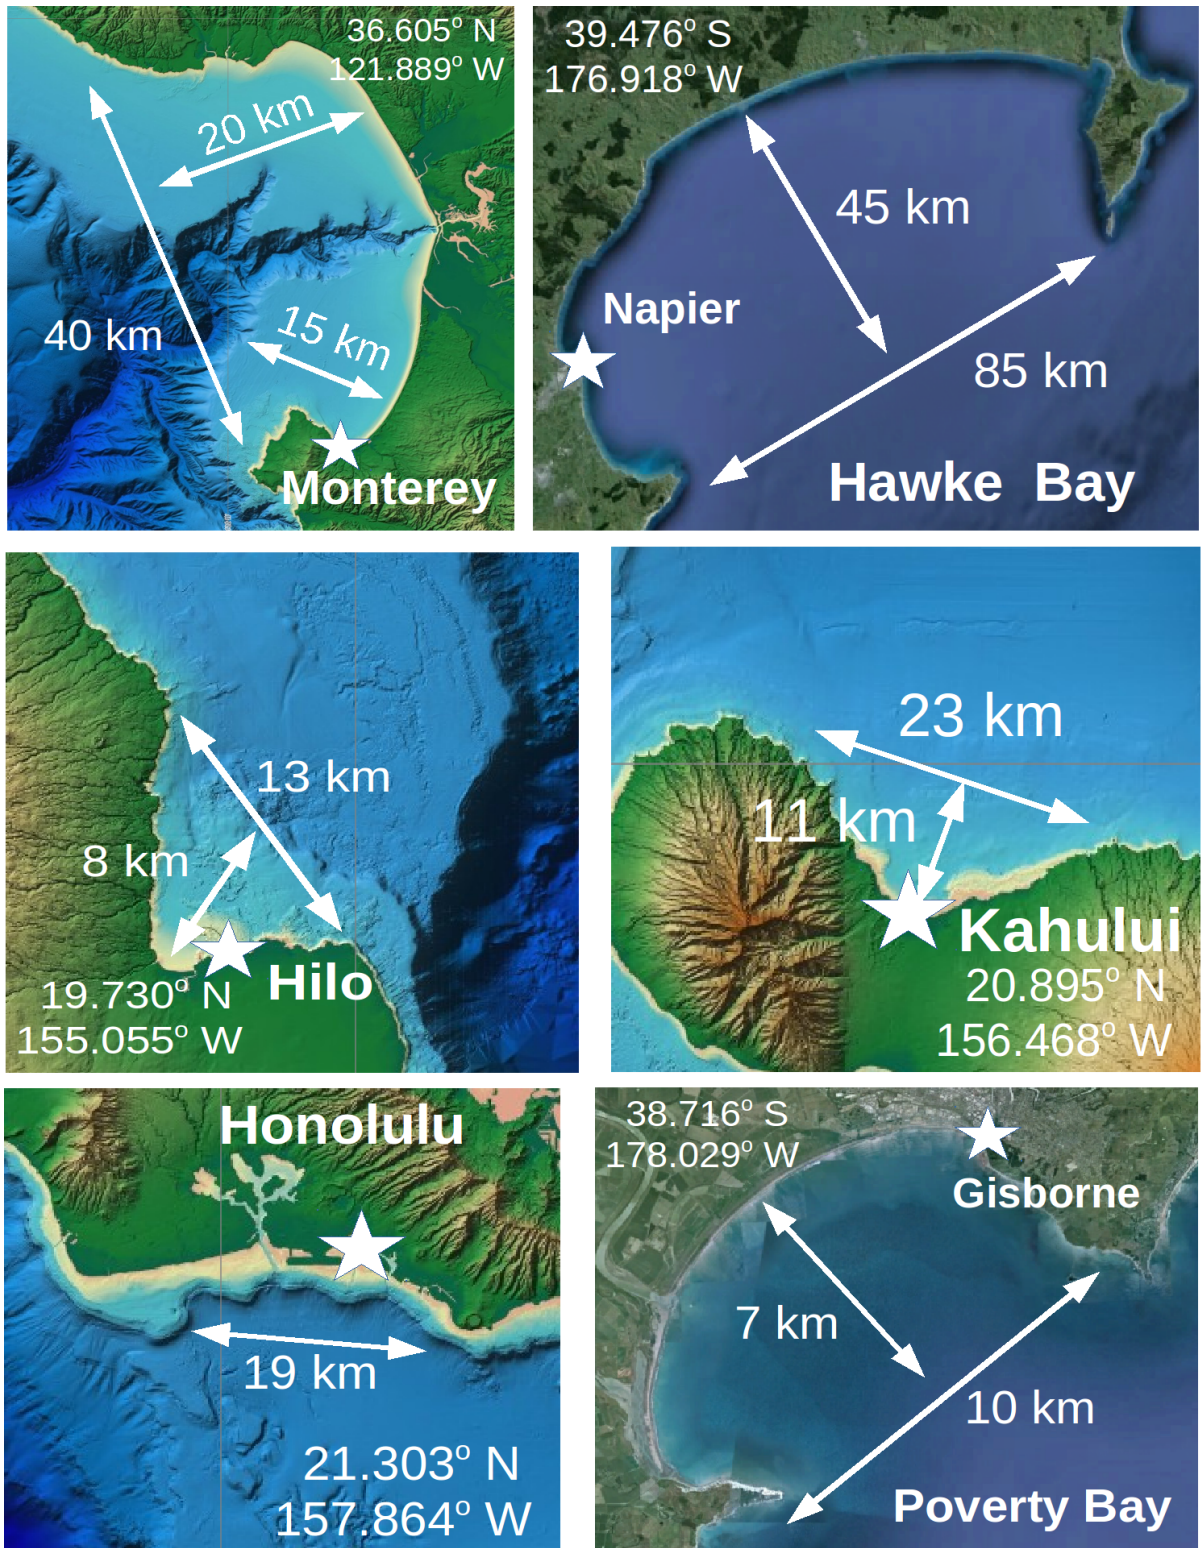 36.605° N
121.889° W
20 km
40 km
15 km
Monterey
39.476° S
176.918° W
45 km
Napier
85 km
Hawke Bay
13 km
8 km
Hilo
19.730° N
155.055° W
23 km
11 km
Kahului
20.895° N
156.468° W
Honolulu
19 km
21.303° N
157.864° W
38.716° S
178.029° W
Gisborne
7 km
10 km
Poverty Bay